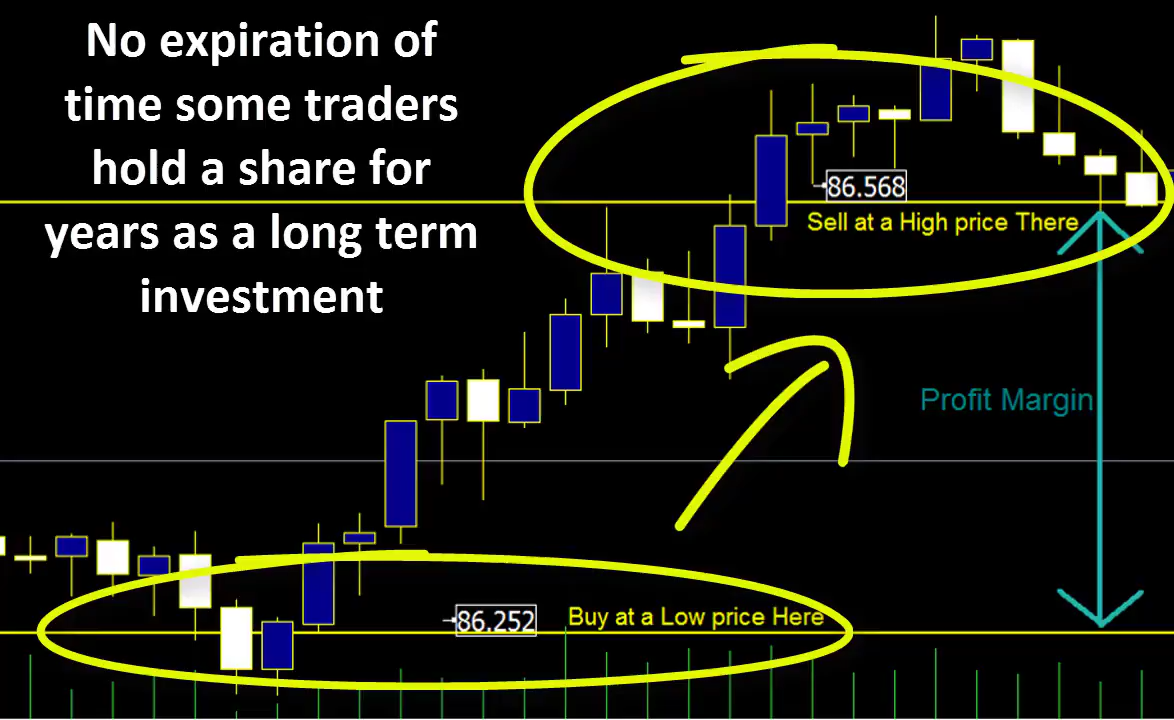 No expiration of
time some traders
hold a share for
years as a long term
investment
86.568
Sell at a High price There
Profit Margin
86.252
Buy at a Low price Here